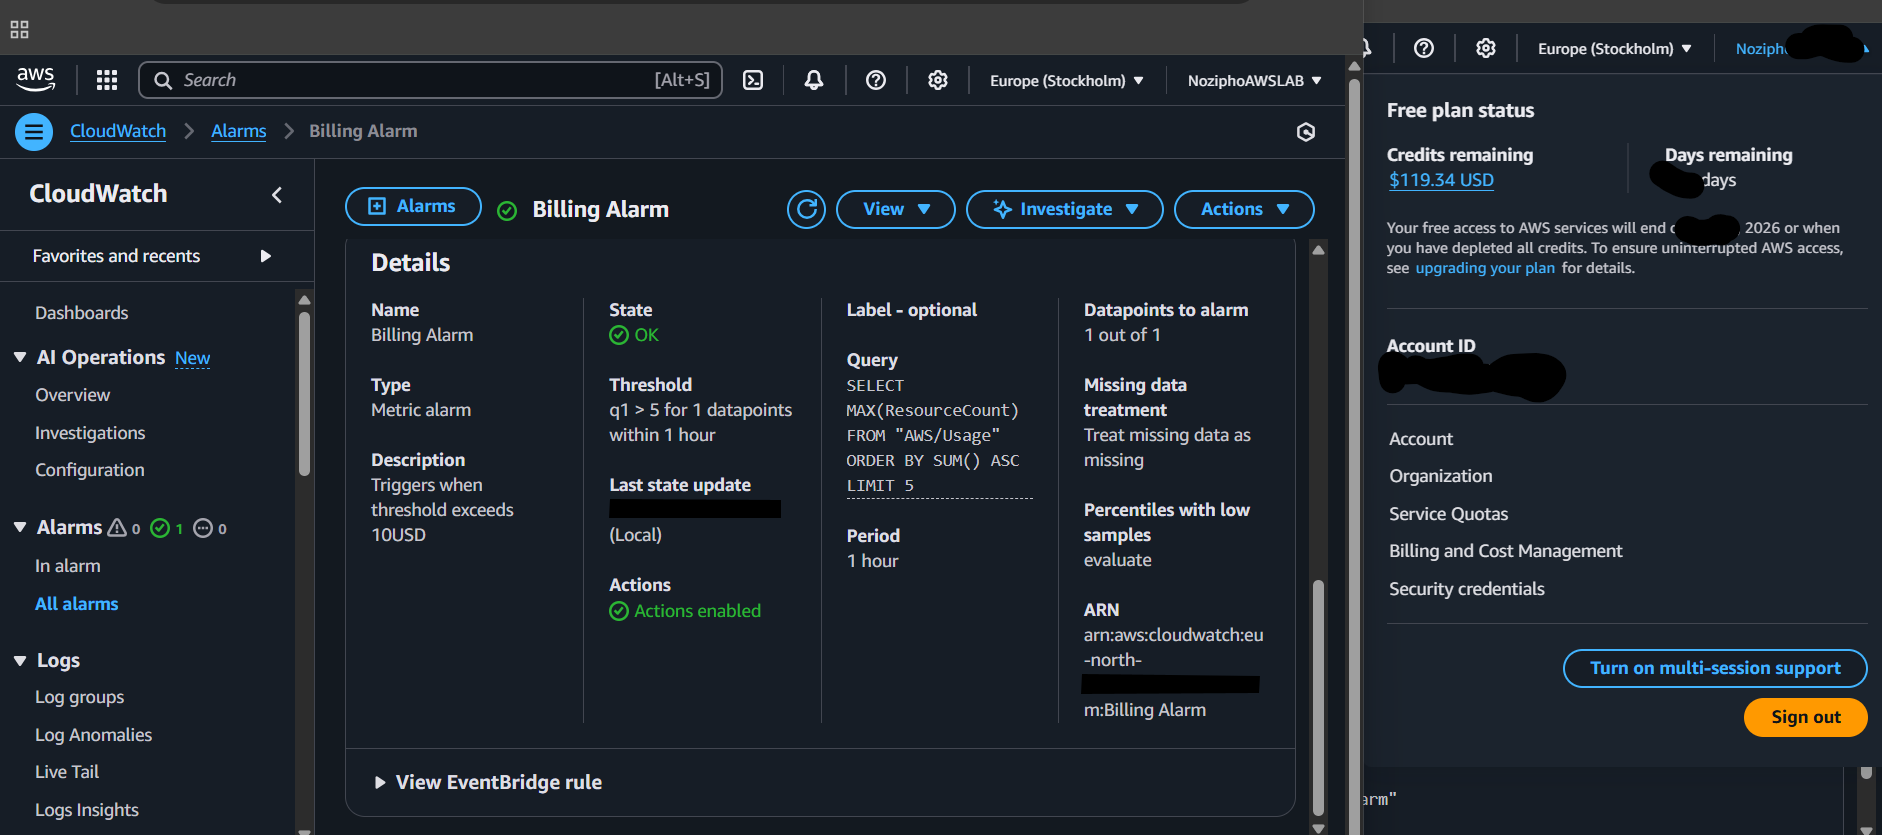 aws
Search
[Alt+S]
Europe (Stockholm)
NoziphoAWSLAB
CloudWatch
Alarms
Billing Alarm
CloudWatch
Favorites and recents
Dashboards
AI Operations New
Overview
Investigations
Configuration
Alarms 0 1 0
In alarm
All alarms
Logs
Log groups
Log Anomalies
Live Tail
Logs Insights
Alarms
Billing Alarm
View
Investigate
Actions
Details
Name
Billing Alarm
Type
Metric alarm
Description
Triggers when
threshold exceeds
10USD
State
OK
Threshold
q1 > 5 for 1 datapoints
within 1 hour
Last state update
(Local)
Actions
Actions enabled
Label - optional
Query
SELECT
MAX(ResourceCount)
FROM "AWS/Usage"
ORDER BY SUM() ASC
LIMIT 5
Period
1 hour
Datapoints to alarm
1 out of 1
Missing data
treatment
Treat missing data as
missing
Percentiles with low
samples
evaluate
ARN
arn:aws:cloudwatch:eu
-north-
m:Billing Alarm
View EventBridge rule
Europe (Stockholm)
Noziph
Free plan status
Credits remaining
$119.34 USD
Days remaining
days
Your free access to AWS services will end 2026 or when
you have depleted all credits. To ensure uninterrupted AWS access,
see upgrading your plan for details.
Account ID
Account
Organization
Service Quotas
Billing and Cost Management
Security credentials
Turn on multi-session support
Sign out
arm"